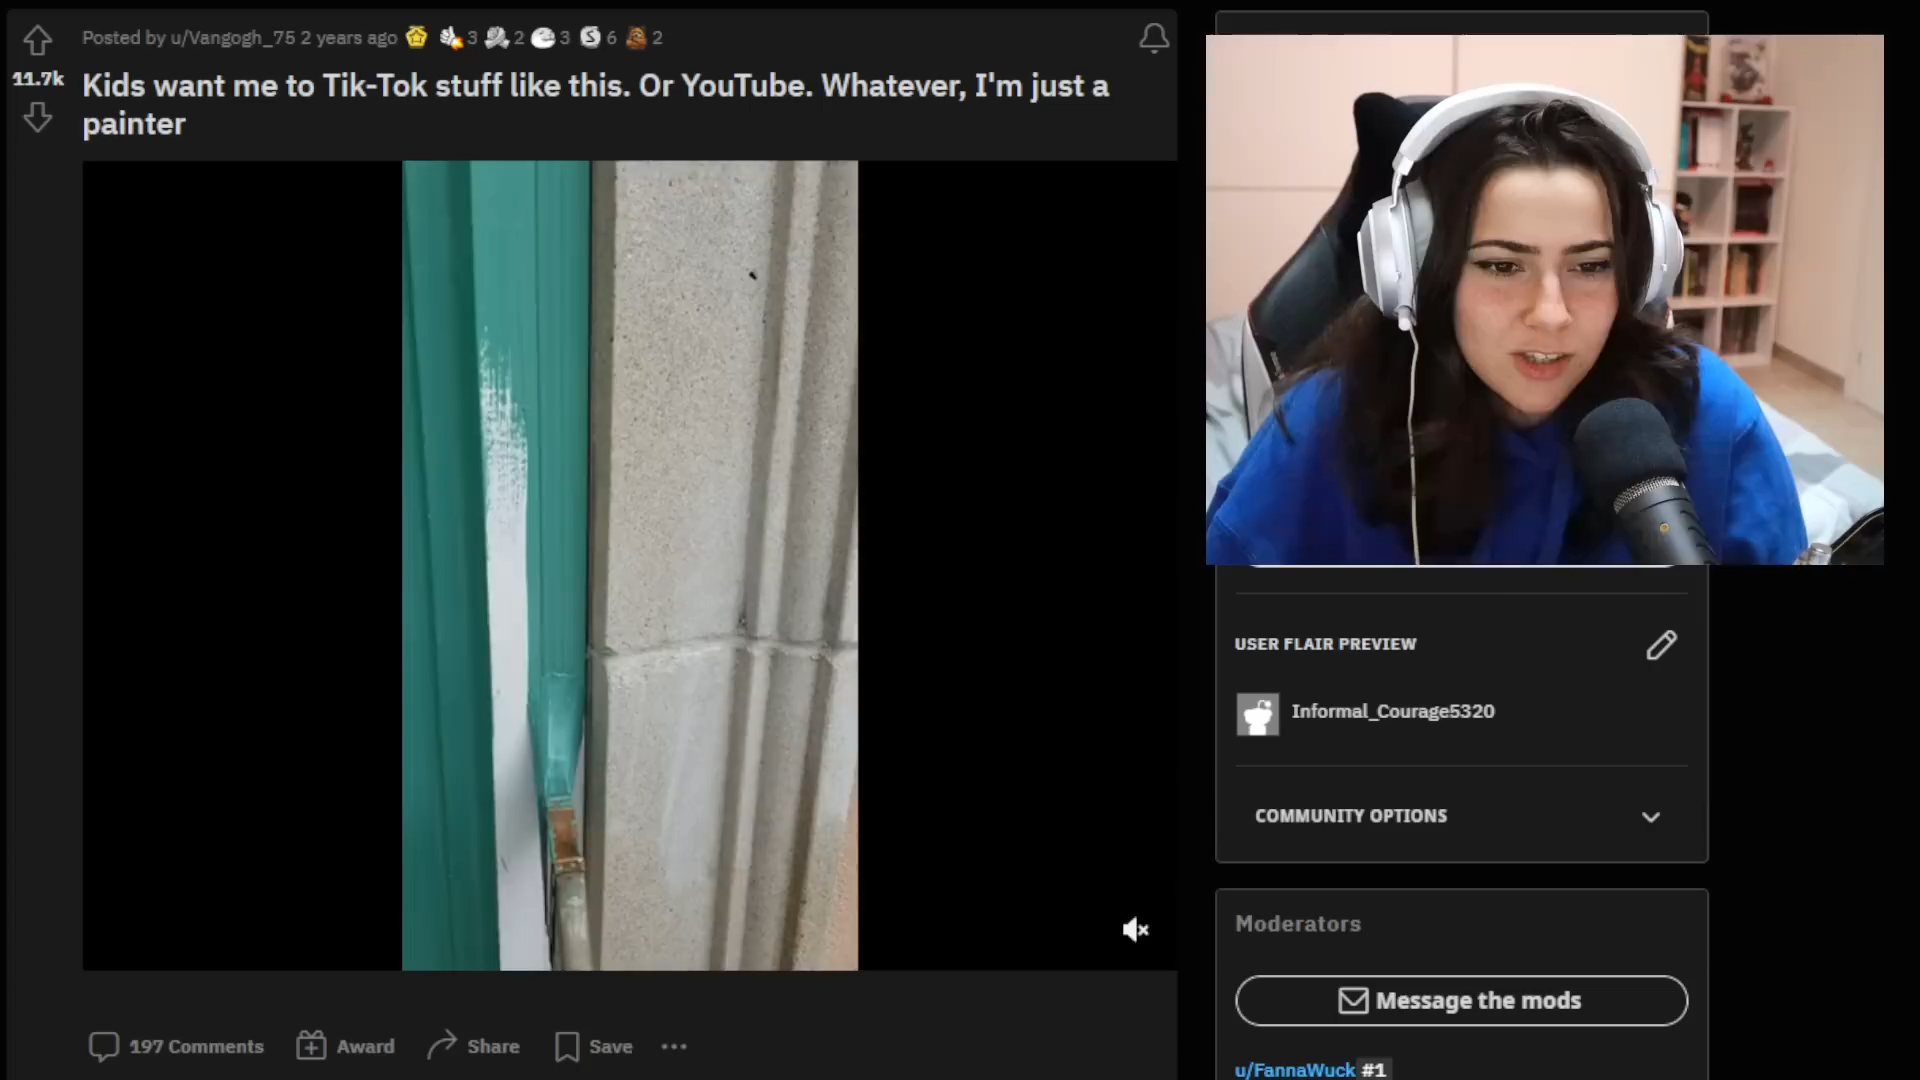 Posted by u/Vangogh_75 2 years ago 3 2 3 S 6 2
11.7k
Kids want me to Tik-Tok stuff like this. Or YouTube. Whatever, I'm just a
painter
197 Comments Award Share Save
USER FLAIR PREVIEW
Informal_Courage5320
COMMUNITY OPTIONS
Moderators
Message the mods
u/FannaWuck #1